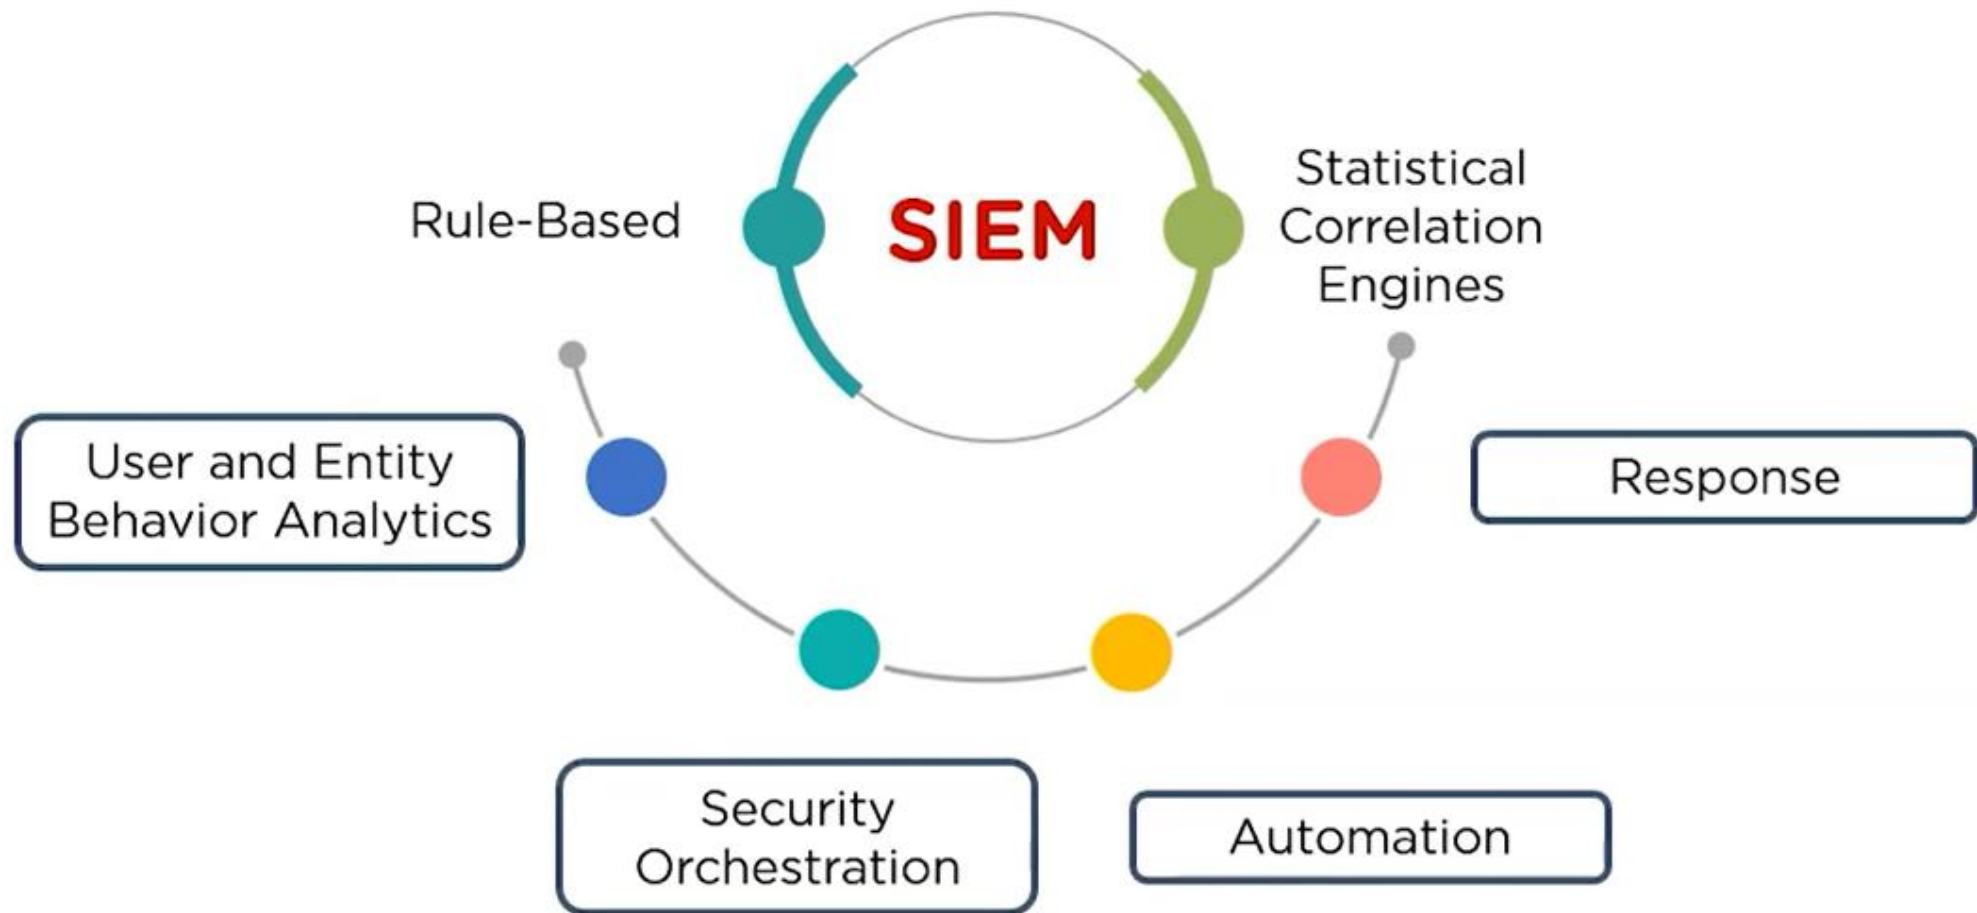 Rule-Based
SIEM
Statistical
Correlation
Engines
User and Entity
Behavior Analytics
Response
Security
Orchestration
Automation